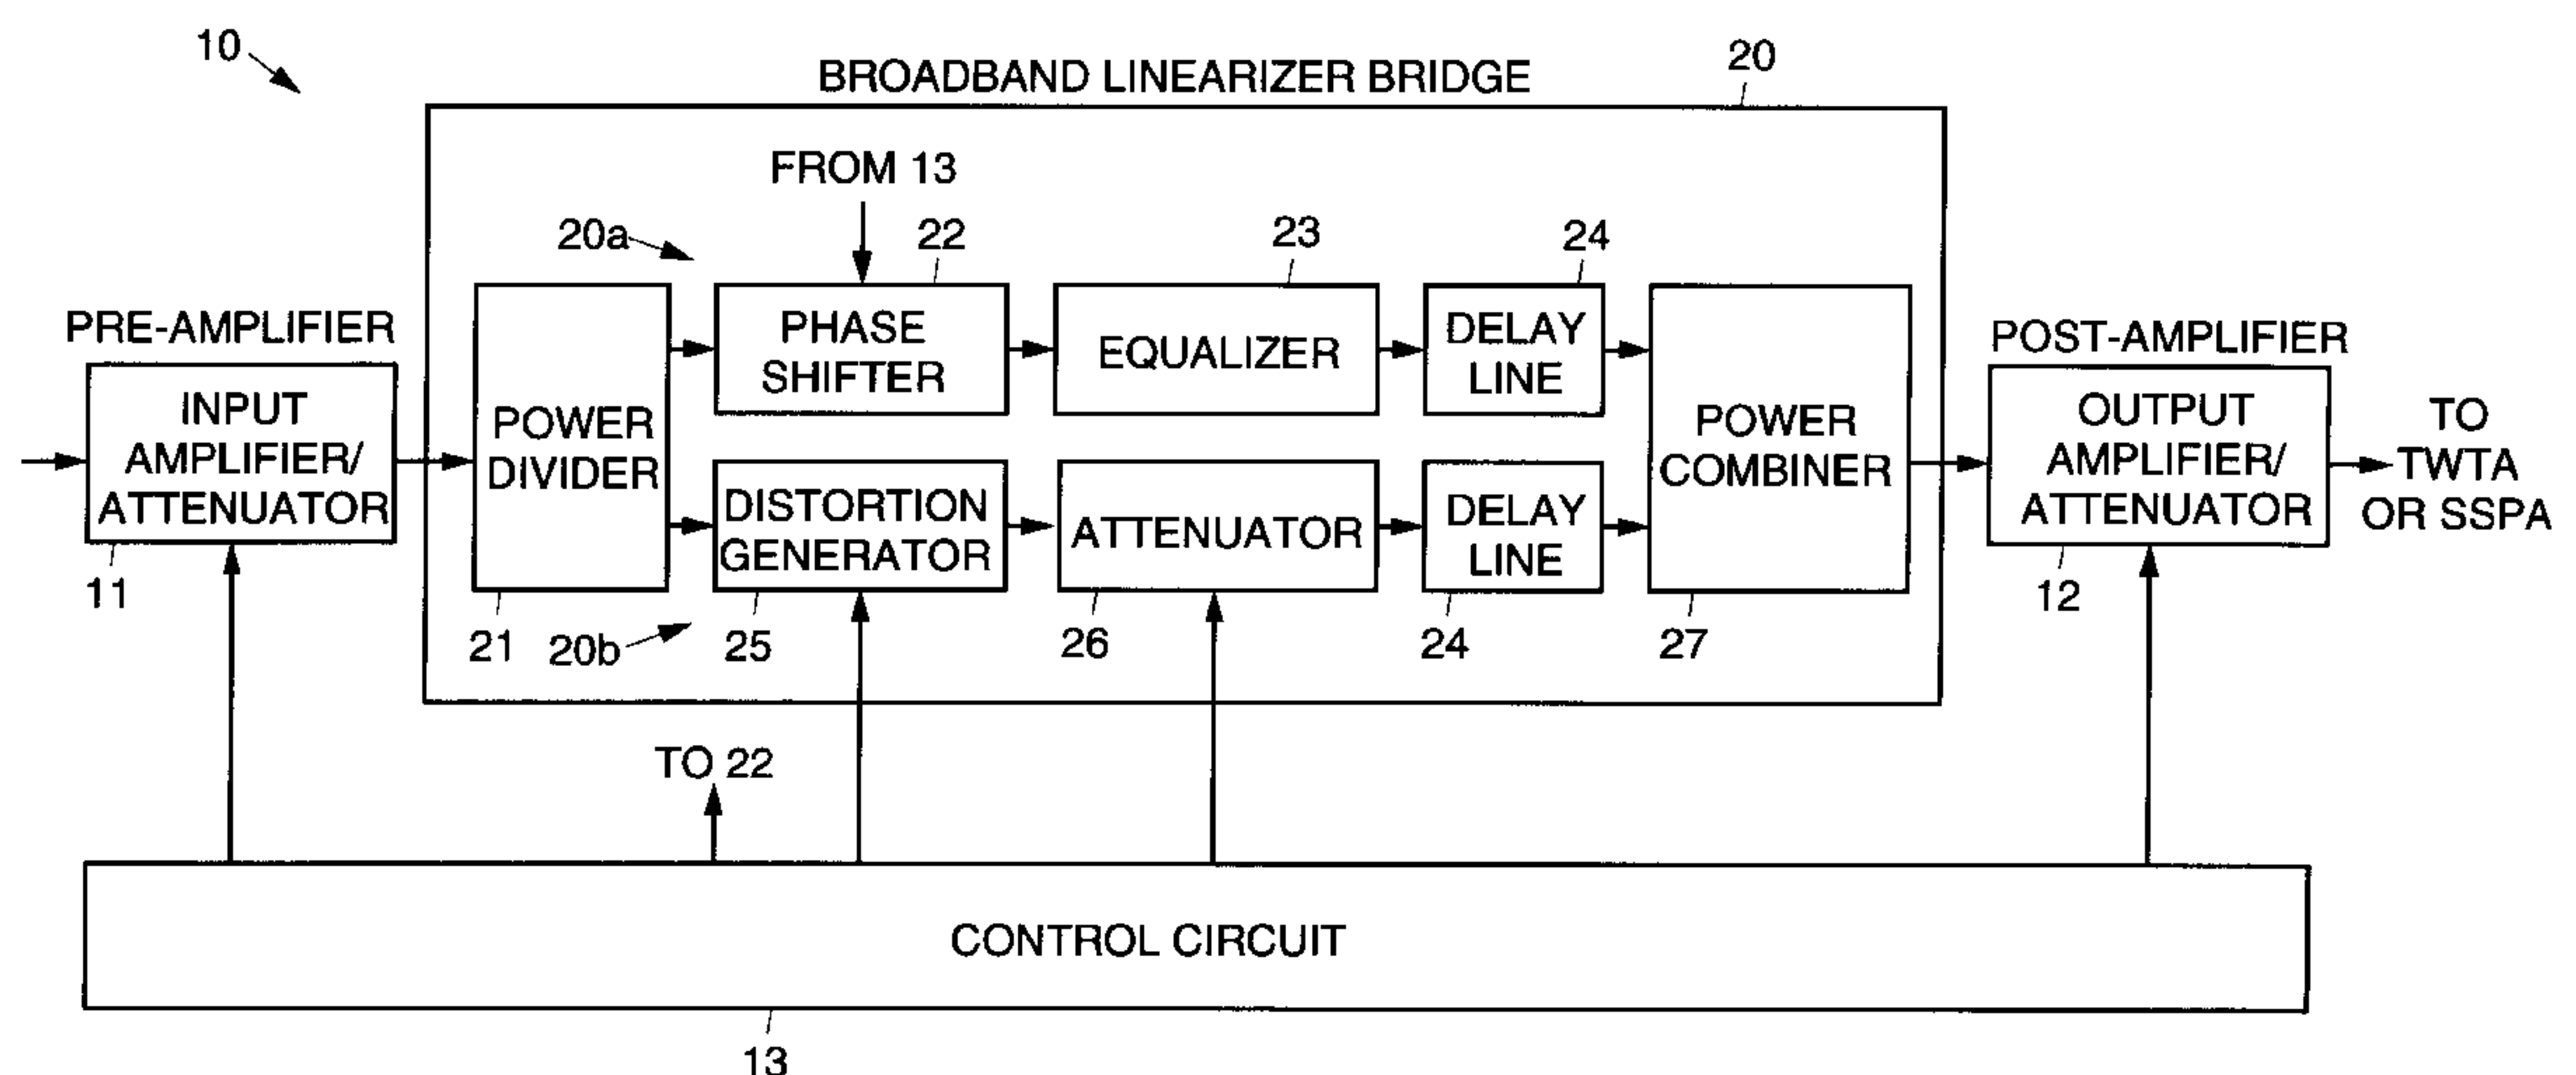 10
BROADBAND LINEARIZER BRIDGE
20
FROM 13
20a
22
23
24
PRE-AMPLIFIER
INPUT
AMPLIFIER/
ATTENUATOR
11
POWER
DIVIDER
21
PHASE
SHIFTER
EQUALIZER
DELAY
LINE
20b
DISTORTION
GENERATOR
25
ATTENUATOR
26
DELAY
LINE
24
POWER
COMBINER
27
POST-AMPLIFIER
OUTPUT
AMPLIFIER/
ATTENUATOR
12
TO
TWTA
OR SSPA
TO 22
CONTROL CIRCUIT
13